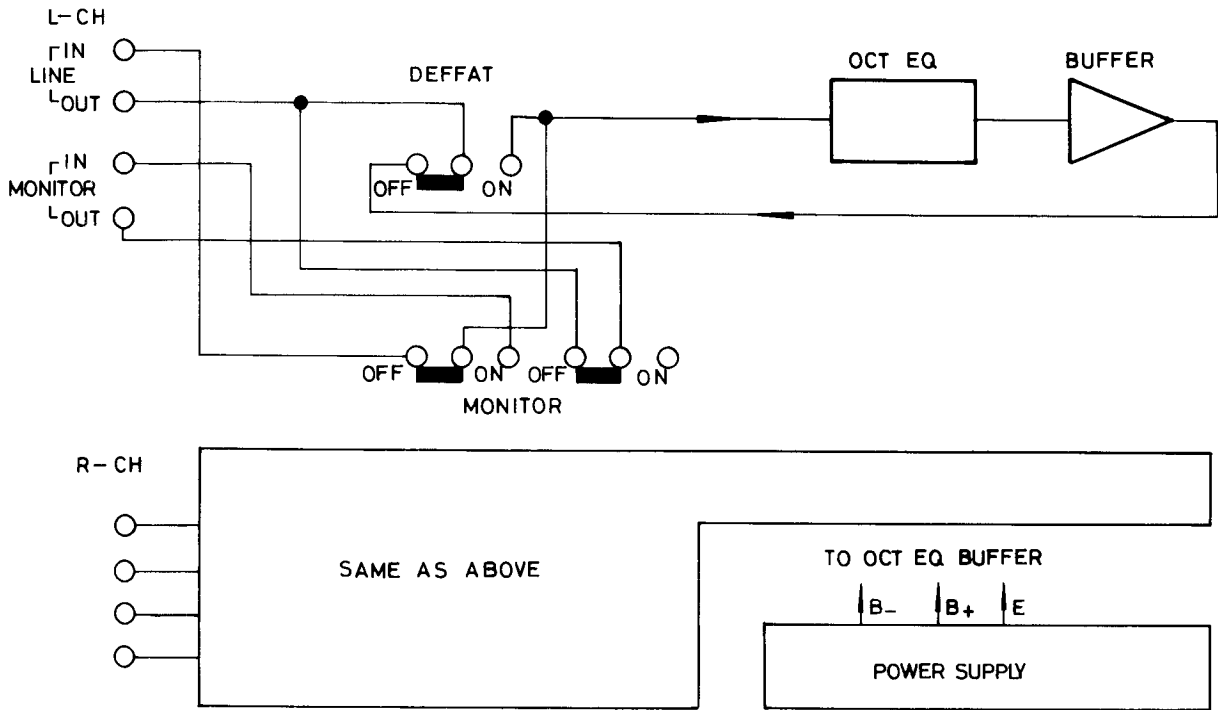 L-CH
IN
LINE
OUT
IN
MONITOR
OUT
DEFFAT
OFF
ON
OCT EQ
BUFFER
OFF
ON
OFF
ON
MONITOR
R-CH
SAME AS ABOVE
TO OCT EQ BUFFER
B-
B+
E
POWER SUPPLY